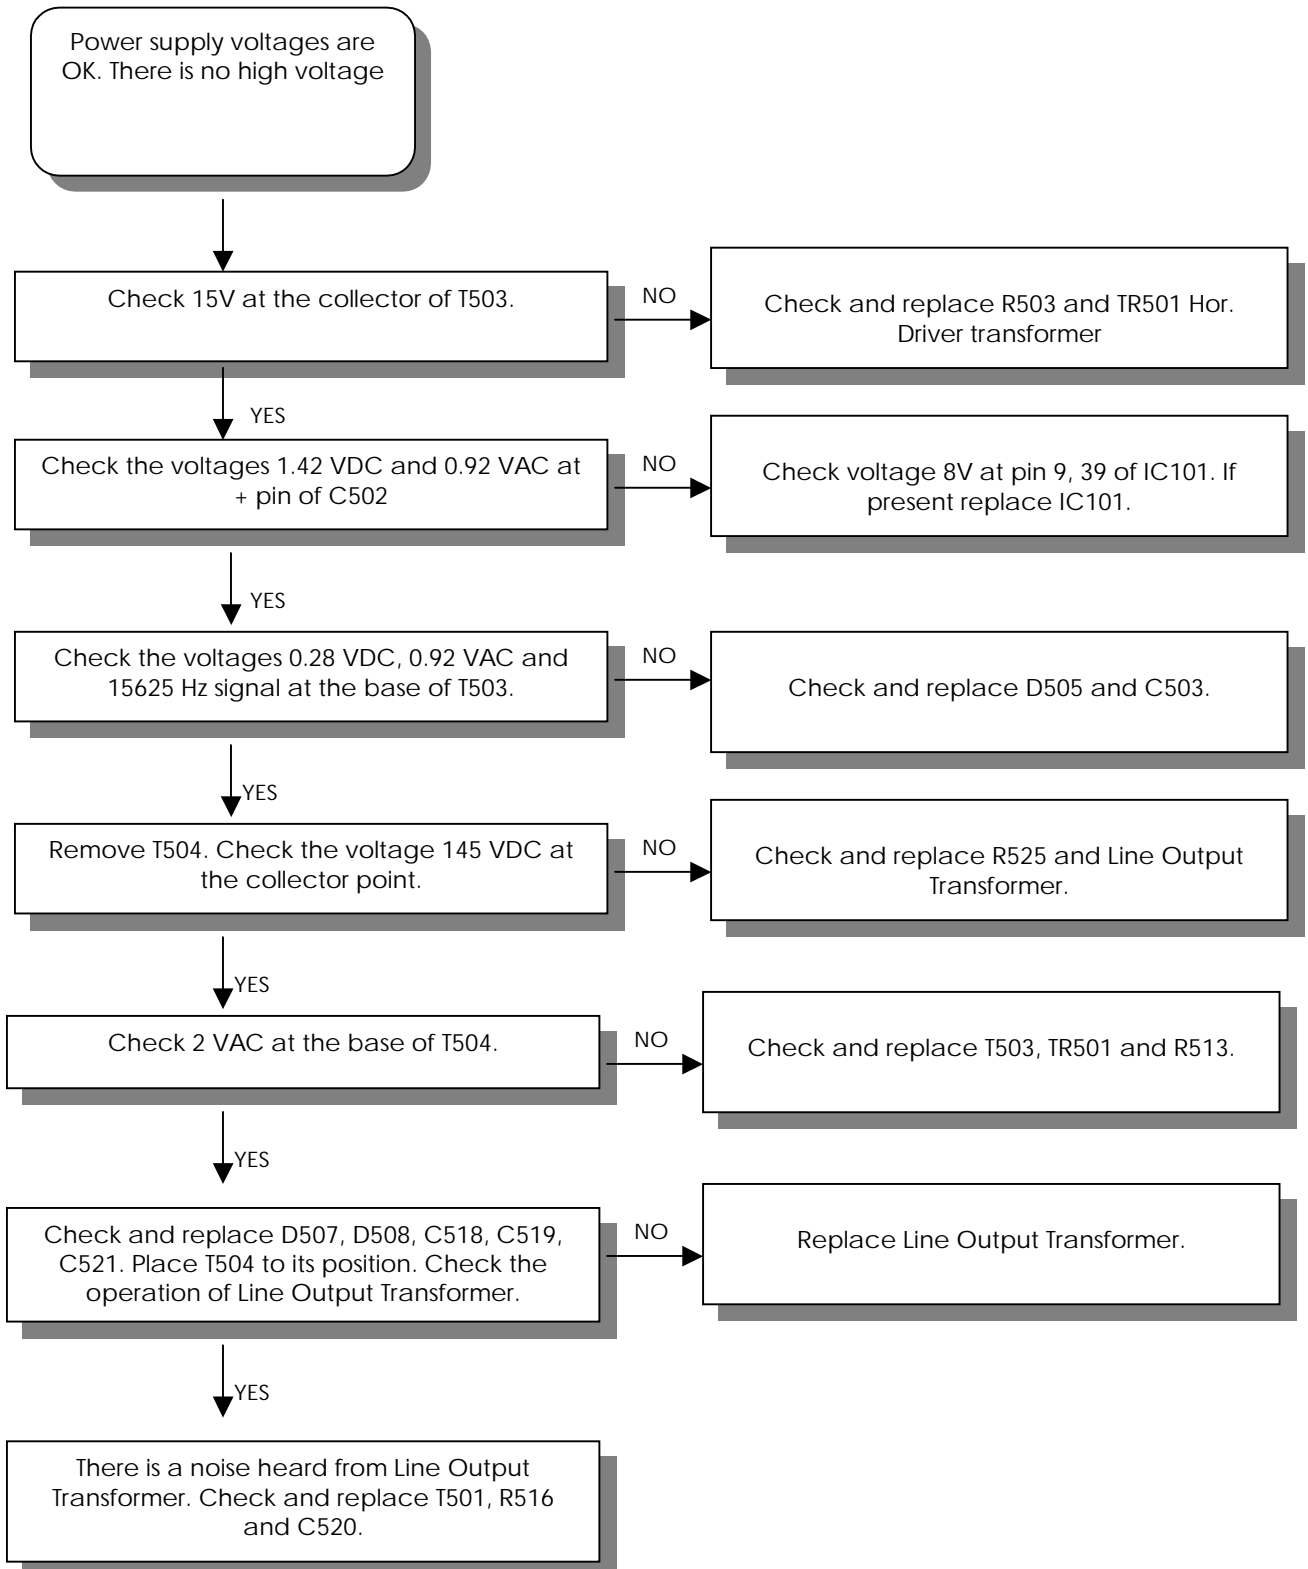 Power supply voltages are
OK. There is no high voltage
Check 15V at the collector of T503.
NO
Check and replace R503 and TR501 Hor.
Driver transformer
YES
Check the voltages 1.42 VDC and 0.92 VAC at
+ pin of C502
NO
Check voltage 8V at pin 9, 39 of IC101. If
present replace IC101.
YES
Check the voltages 0.28 VDC, 0.92 VAC and
15625 Hz signal at the base of T503.
NO
Check and replace D505 and C503.
YES
Remove T504. Check the voltage 145 VDC at
the collector point.
NO
Check and replace R525 and Line Output
Transformer.
YES
Check 2 VAC at the base of T504.
NO
Check and replace T503, TR501 and R513.
YES
Check and replace D507, D508, C518, C519,
C521. Place T504 to its position. Check the
operation of Line Output Transformer.
NO
Replace Line Output Transformer.
YES
There is a noise heard from Line Output
Transformer. Check and replace T501, R516
and C520.